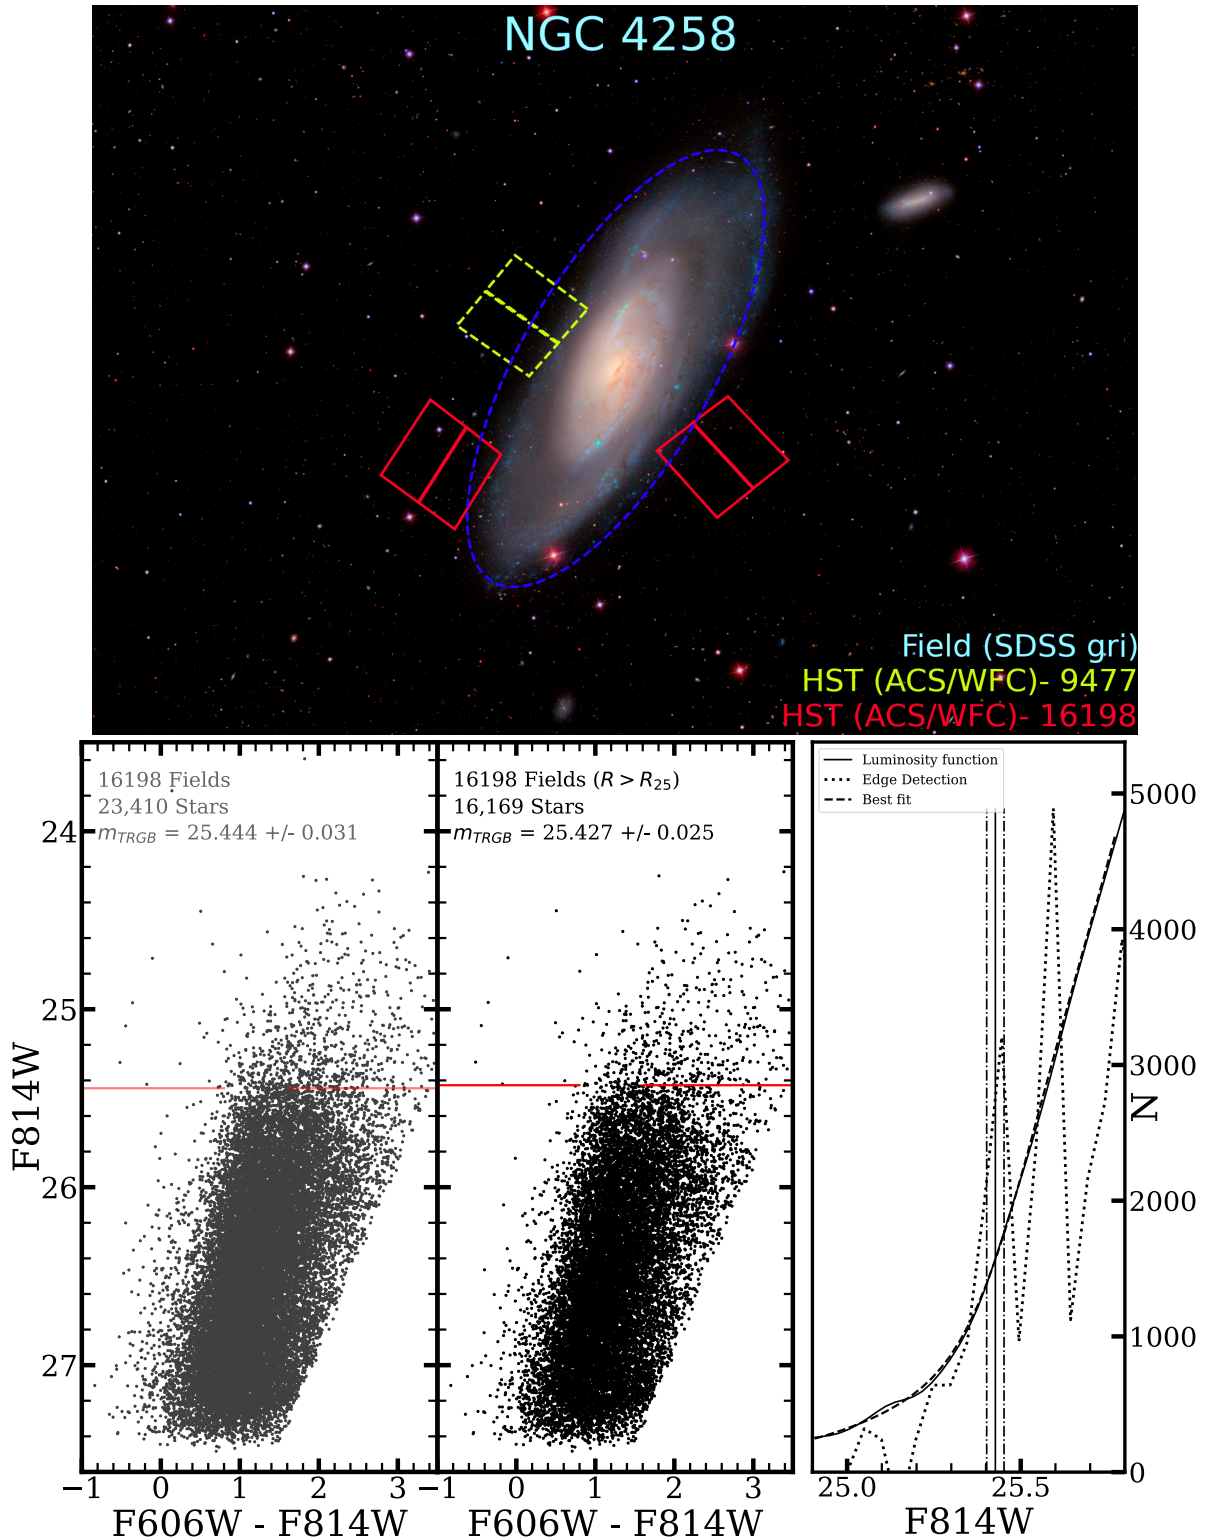 NGC 4258
Field (SDSS gri)
HST (ACS/WFC)- 9477
HST (ACS/WFC)- 16198
16198 Fields
23,410 Stars
m_TRGB = 25.444 +/- 0.031
16198 Fields (R > R_25)
16,169 Stars
m_TRGB = 25.427 +/- 0.025
Luminosity function
Edge Detection
Best fit
24
25
26
27
F814W
−1
0
1
2
3
F606W - F814W
−1
0
1
2
3
F606W - F814W
5000
4000
3000
2000
1000
0
N
25.0
25.5
F814W